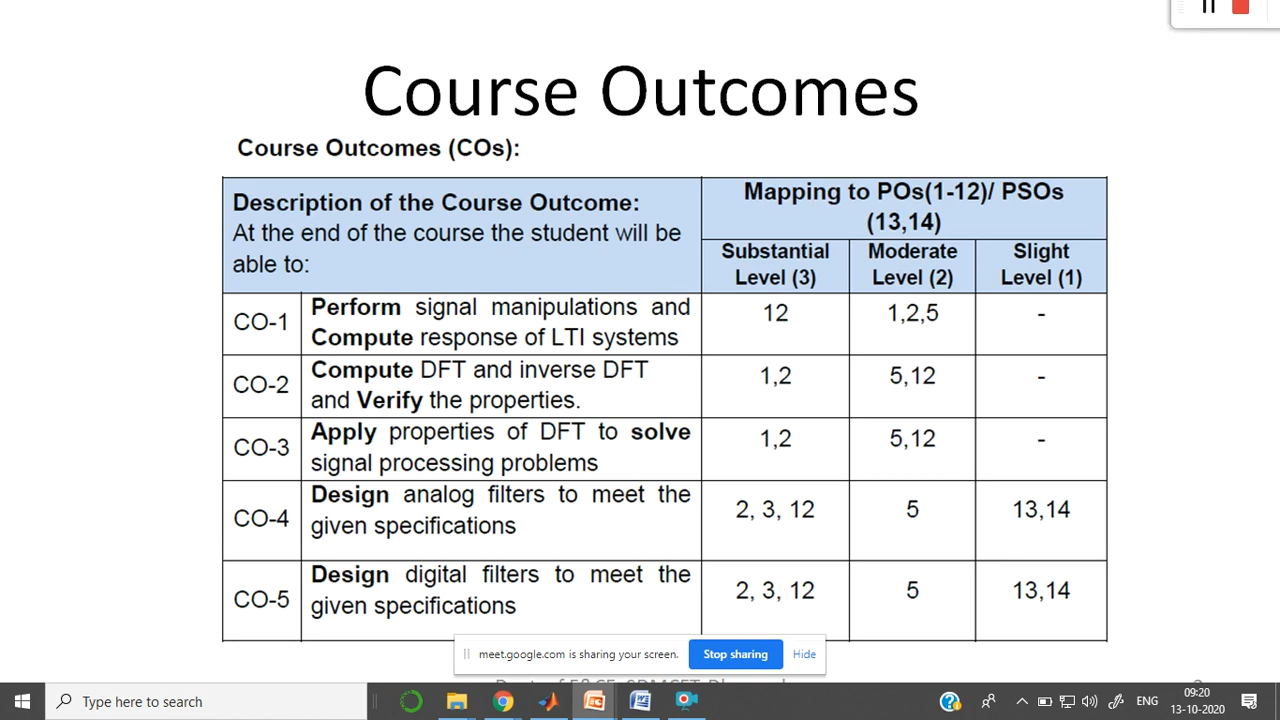 Course Outcomes
Course Outcomes (COs):
Description of the Course Outcome:
At the end of the course the student will be
able to:
Mapping to POs(1-12)/ PSOs
(13,14)
Substantial
Level (3)
Moderate
Level (2)
Slight
Level (1)
CO-1
Perform signal manipulations and
Compute response of LTI systems
12
1,2,5
-
CO-2
Compute DFT and inverse DFT
and Verify the properties.
1,2
5,12
-
CO-3
Apply properties of DFT to solve
signal processing problems
1,2
5,12
-
CO-4
Design analog filters to meet the
given specifications
2, 3, 12
5
13,14
CO-5
Design digital filters to meet the
given specifications
2, 3, 12
5
13,14
meet.google.com is sharing your screen.
Stop sharing
Hide
Type here to search
ENG
09:20
13-10-2020